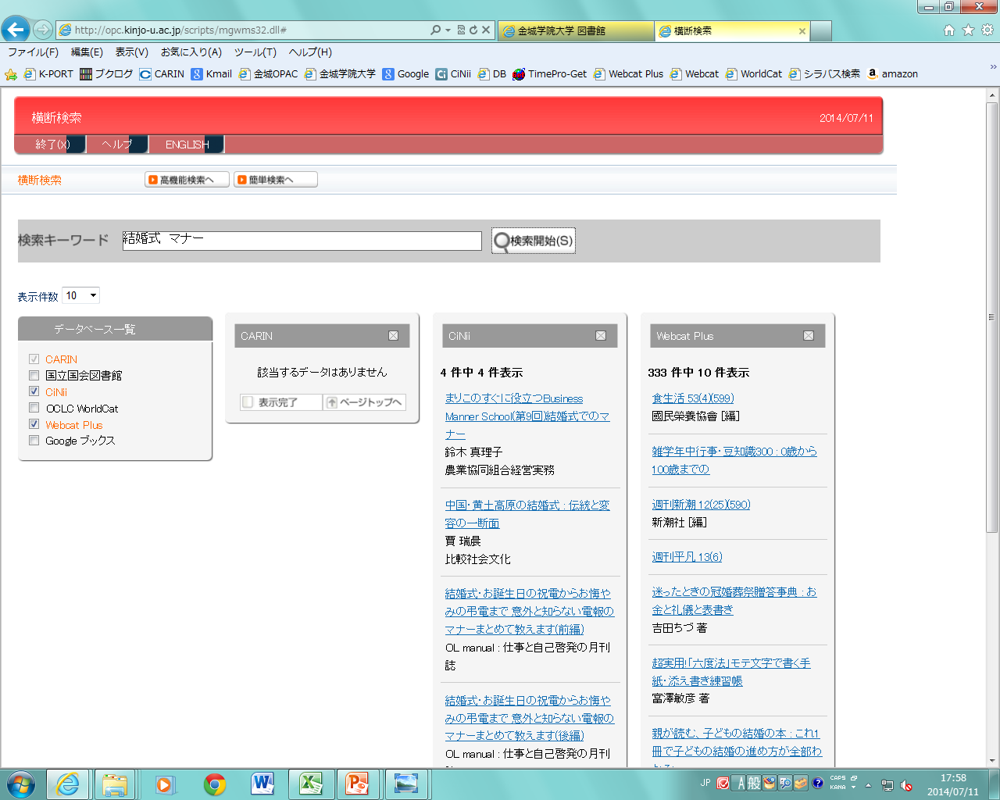 http://opc.kinjo-u.ac.jp/scripts/mgwms32.dll#
金城学院大学 図書館
横断検索
ファイル(F) 編集(E) 表示(V) お気に入り(A) ツール(T) ヘルプ(H)
K-PORT ブクログ CARIN Kmail 金城OPAC 金城学院大学 Google CiNii DB TimePro-Get Webcat Plus Webcat WorldCat シラバス検索 amazon
横断検索 2014/07/11
終了(X) ヘルプ ENGLISH
横断検索 高機能検索へ 簡単検索へ
検索キーワード 結婚式 マナー 検索開始(S)
表示件数 10
データベース一覧
CARIN
国立国会図書館
CiNii
OCLC WorldCat
Webcat Plus
Google ブックス
CARIN
該当するデータはありません
表示完了 ページトップへ
CiNii
4 件中 4 件表示
まりこのすぐに役立つBusiness
Manner School(第9回)結婚式でのマ
ナー
鈴木 真理子
農業協同組合経営実務
中国・黄土高原の結婚式 : 伝統と変
容の一断面
賈 瑞晨
比較社会文化
結婚式・お誕生日の祝電からお悔や
みの弔電まで 意外と知らない電報の
マナーまとめて教えます(前編)
OL manual : 仕事と自己啓発の月刊
誌
結婚式・お誕生日の祝電からお悔や
みの弔電まで 意外と知らない電報の
マナーまとめて教えます(後編)
OL manual : 仕事と自己啓発の月刊
Webcat Plus
333 件中 10 件表示
食生活 53(4)(599)
國民栄養協會 [編]
雑学年中行事・豆知識300 : 0歳から
100歳までの
週刊新潮 12(25)(590)
新潮社 [編]
週刊平凡 13(6)
迷ったときの冠婚葬祭贈答事典 : お
金と礼儀と表書き
吉田ちづ 著
超実用!「六度法」モテ文字で書く手
紙・添え書き練習帳
富澤敏彦 著
親が読む、子どもの結婚の本 : これ1
冊で子どもの結婚の進め方が全部わ
JP A 般 CAPS KANA
17:58
2014/07/11